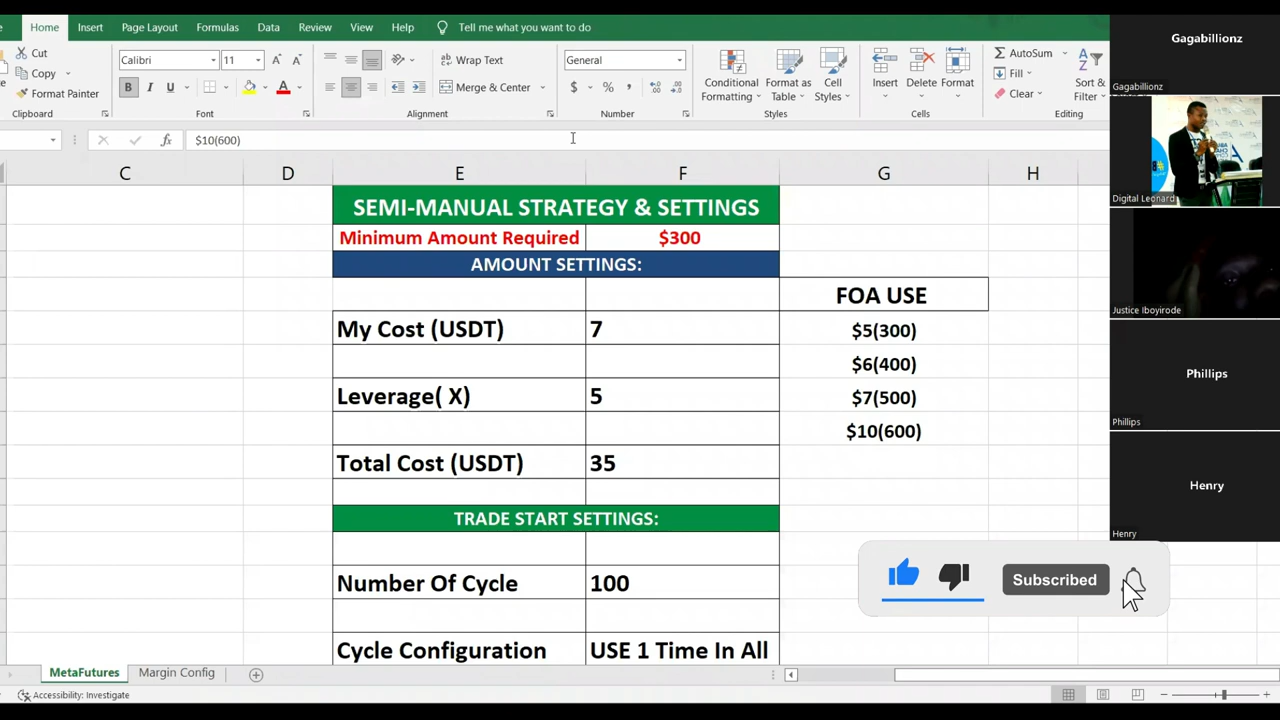 Home Insert Page Layout Formulas Data Review View Help Tell me what you want to do
Cut
Copy
Format Painter
Clipboard
Calibri 11
B I U
Font
Wrap Text
Merge & Center
Alignment
General
$ % ,
Number
Conditional Formatting
Format as Table
Cell Styles
Styles
Insert Delete Format
Cells
AutoSum
Fill
Clear
Sort &
Filter
Editing
fx $10(600)
C D E F G H
SEMI-MANUAL STRATEGY & SETTINGS
Minimum Amount Required $300
AMOUNT SETTINGS:
FOA USE
My Cost (USDT) 7 $5(300)
$6(400)
Leverage( X) 5 $7(500)
$10(600)
Total Cost (USDT) 35
TRADE START SETTINGS:
Number Of Cycle 100
Cycle Configuration USE 1 Time In All
MetaFutures Margin Config
Accessibility: Investigate
Gagabillionz
Gagabillionz
Digital Leonard
Justice Iboyirode
Phillips
Phillips
Henry
Henry
Subscribed